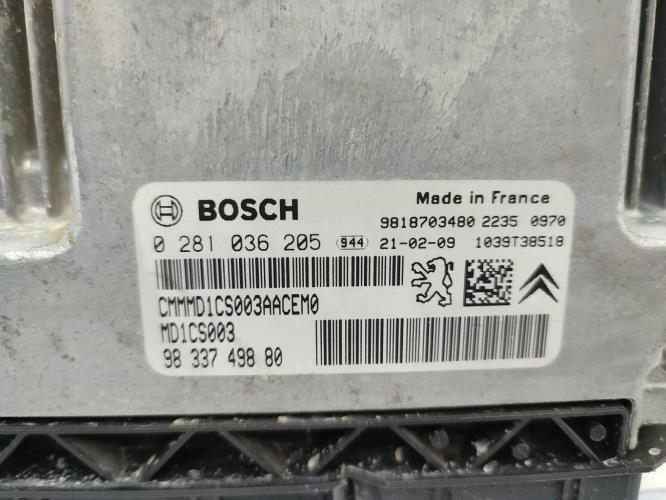 BOSCH
Made in France
9818703480 2235 0970
0 281 036 205 944 21-02-09 1039T38518
CMMMD1CS003AACEM0
MD1CS003
98 337 498 80